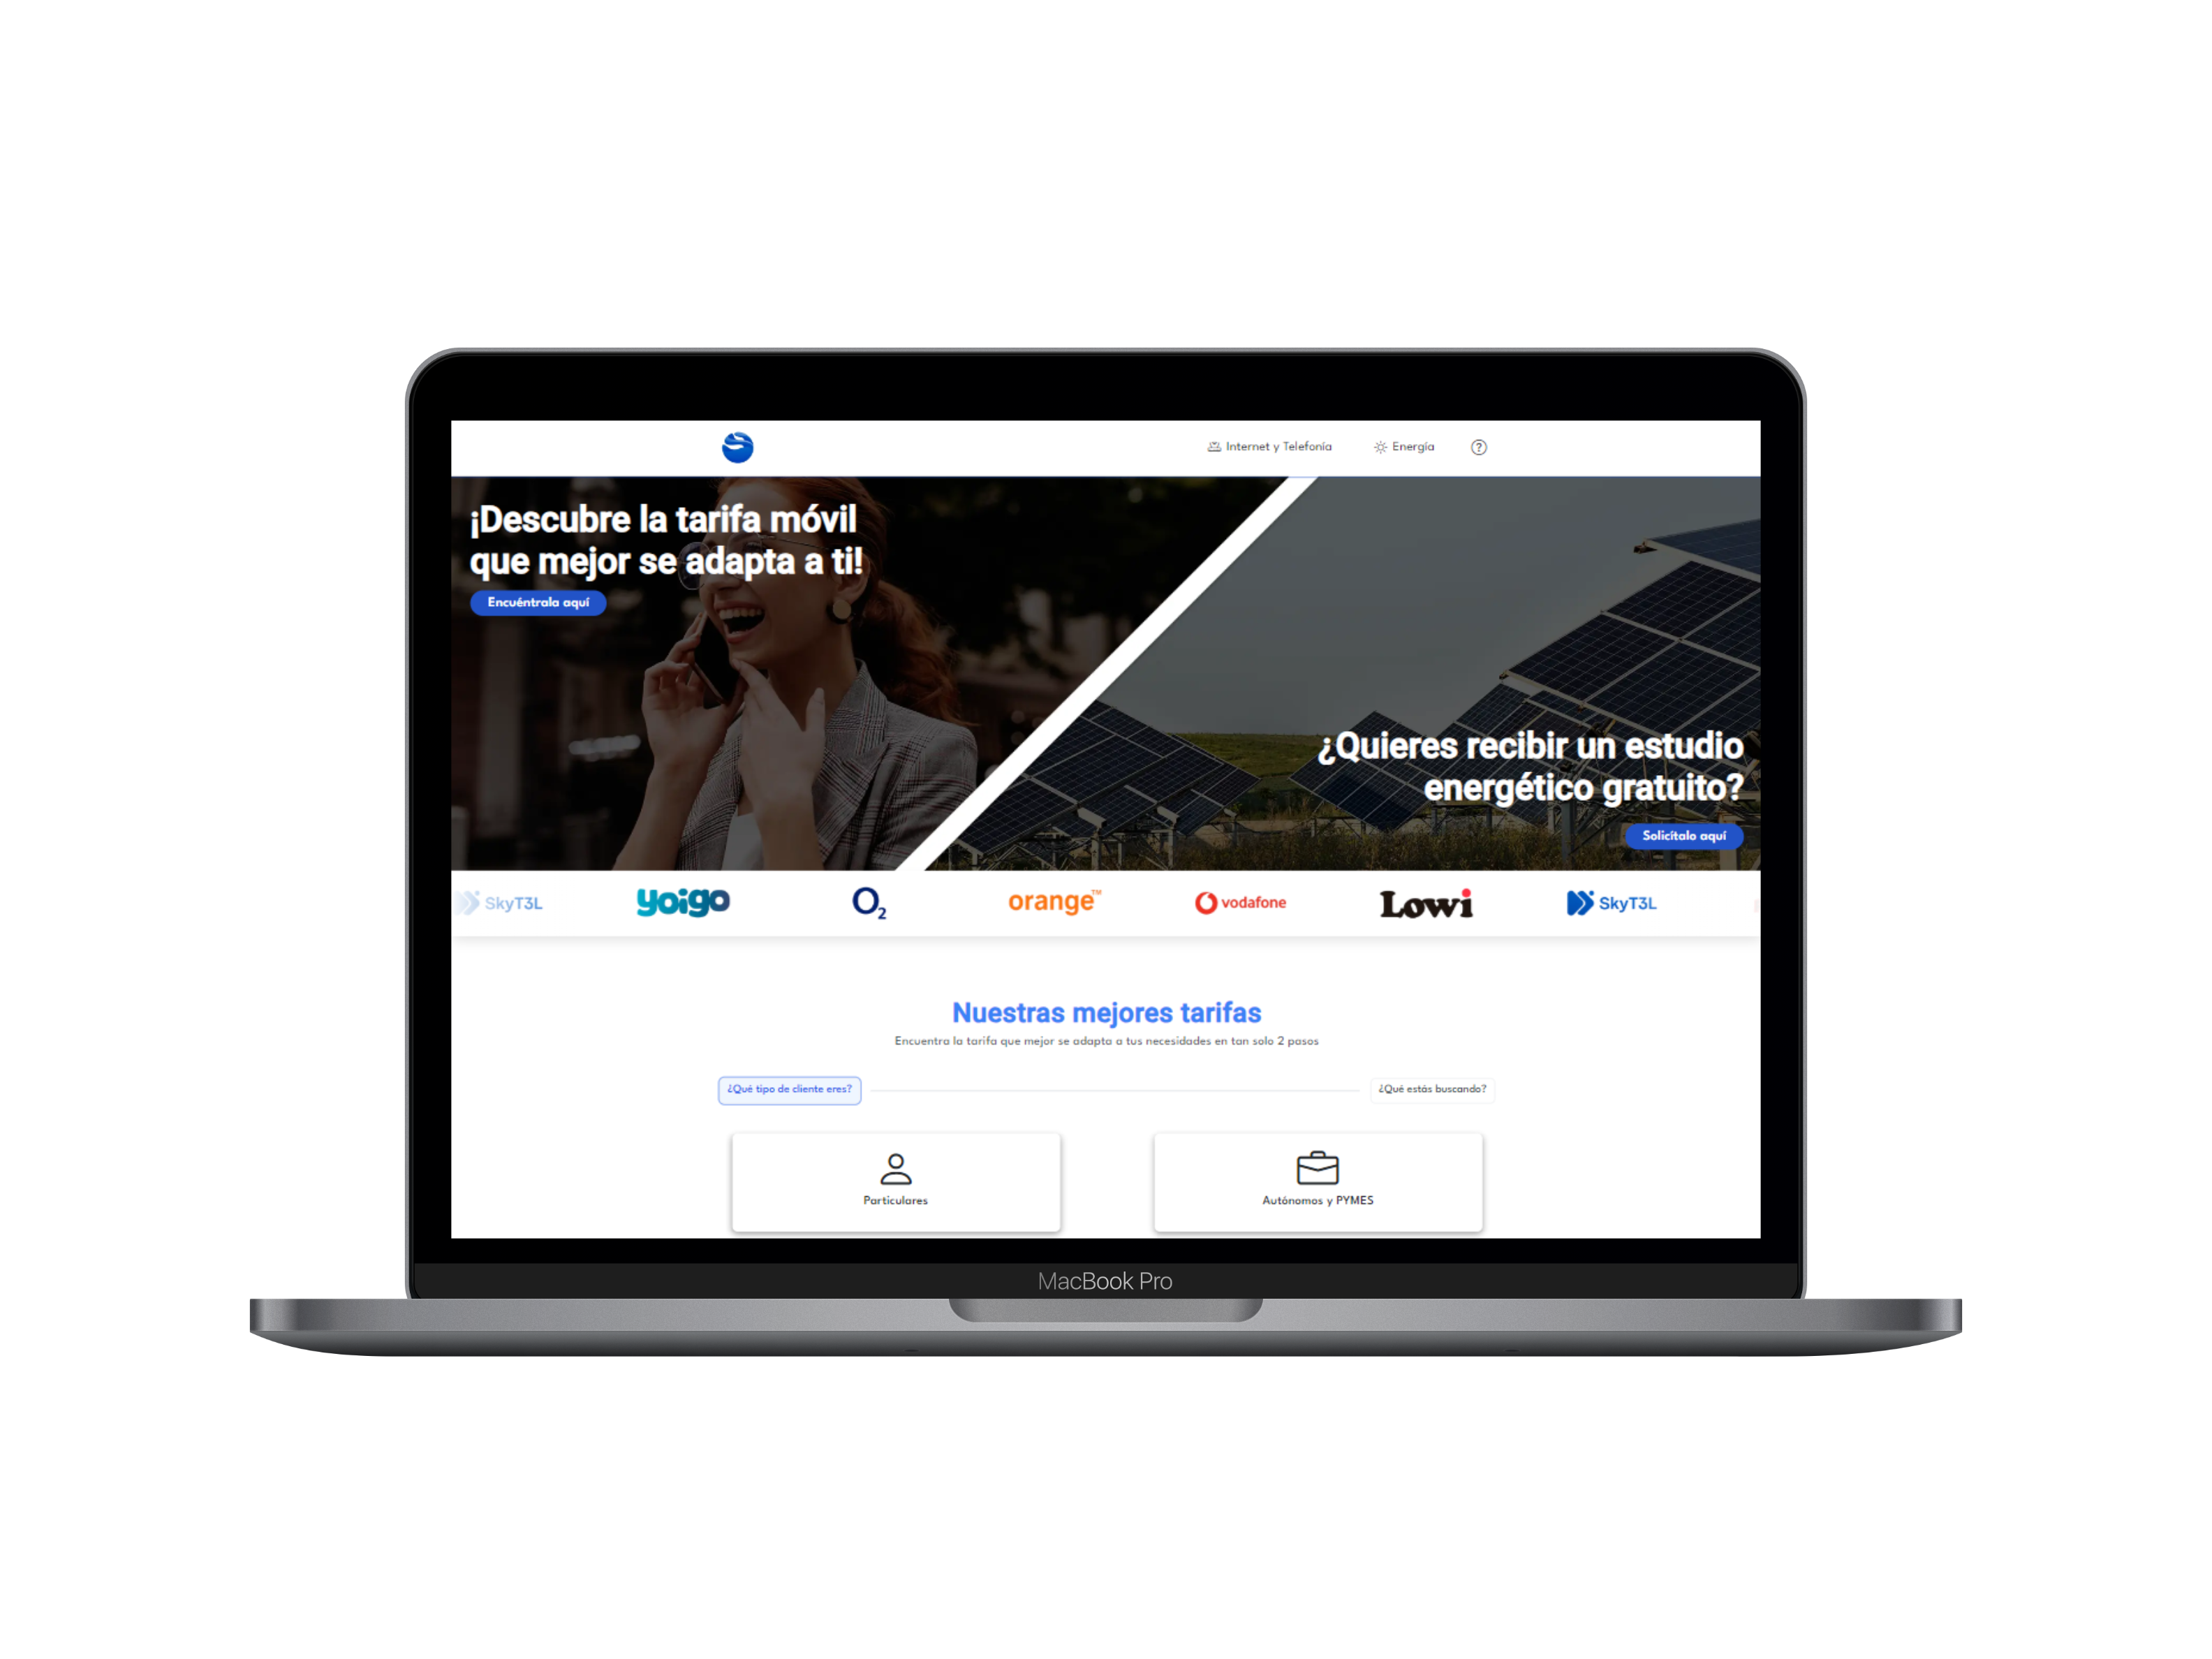 Internet y Telefonía
Energía
?
¡Descubre la tarifa móvil
que mejor se adapta a ti!
Encuéntrala aquí
¿Quieres recibir un estudio
energético gratuito?
Solicítalo aquí
SkyT3L
yoigo
O2
orange™
vodafone
Lowi
SkyT3L
Nuestras mejores tarifas
Encuentra la tarifa que mejor se adapta a tus necesidades en tan solo 2 pasos
¿Qué tipo de cliente eres?
¿Qué estás buscando?
Particulares
Autónomos y PYMES
MacBook Pro